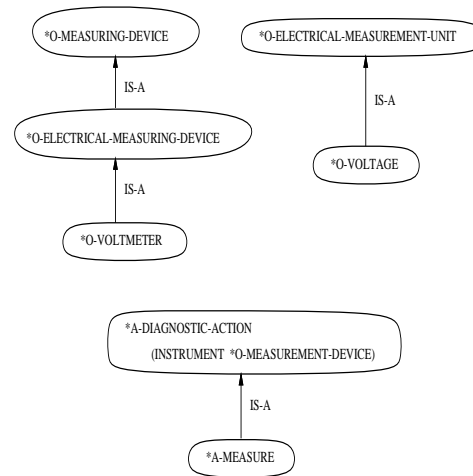 *O-MEASURING-DEVICE
IS-A
*O-ELECTRICAL-MEASURING-DEVICE
IS-A
*O-VOLTMETER
*O-ELECTRICAL-MEASUREMENT-UNIT
IS-A
*O-VOLTAGE
*A-DIAGNOSTIC-ACTION
(INSTRUMENT *O-MEASUREMENT-DEVICE)
IS-A
*A-MEASURE